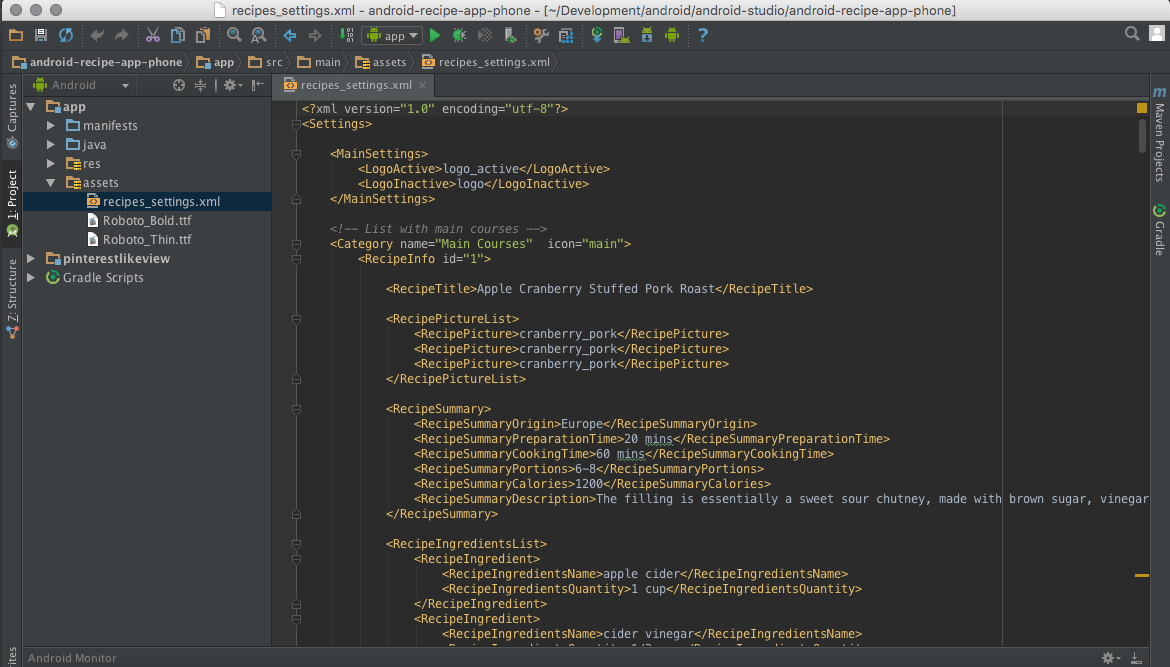 recipes_settings.xml - android-recipe-app-phone - [~/Development/android/android-studio/android-recipe-app-phone]
app
android-recipe-app-phone app src main assets recipes_settings.xml
Android
recipes_settings.xml
Captures
1: Project
Z: Structure
app
manifests
java
res
assets
recipes_settings.xml
Roboto_Bold.ttf
Roboto_Thin.ttf
pinterestlikeview
Gradle Scripts
<?xml version="1.0" encoding="utf-8"?>
<Settings>
<MainSettings>
<LogoActive>logo_active</LogoActive>
<LogoInactive>logo</LogoInactive>
</MainSettings>
<!-- List with main courses -->
<Category name="Main Courses"  icon="main">
<RecipeInfo id="1">
<RecipeTitle>Apple Cranberry Stuffed Pork Roast</RecipeTitle>
<RecipePictureList>
<RecipePicture>cranberry_pork</RecipePicture>
<RecipePicture>cranberry_pork</RecipePicture>
<RecipePicture>cranberry_pork</RecipePicture>
</RecipePictureList>
<RecipeSummary>
<RecipeSummaryOrigin>Europe</RecipeSummaryOrigin>
<RecipeSummaryPreparationTime>20 mins</RecipeSummaryPreparationTime>
<RecipeSummaryCookingTime>60 mins</RecipeSummaryCookingTime>
<RecipeSummaryPortions>6-8</RecipeSummaryPortions>
<RecipeSummaryCalories>1200</RecipeSummaryCalories>
<RecipeSummaryDescription>The filling is essentially a sweet sour chutney, made with brown sugar, vinegar
</RecipeSummary>
<RecipeIngredientsList>
<RecipeIngredient>
<RecipeIngredientsName>apple cider</RecipeIngredientsName>
<RecipeIngredientsQuantity>1 cup</RecipeIngredientsQuantity>
</RecipeIngredient>
<RecipeIngredient>
<RecipeIngredientsName>cider vinegar</RecipeIngredientsName>
Maven Projects
Gradle
Android Monitor